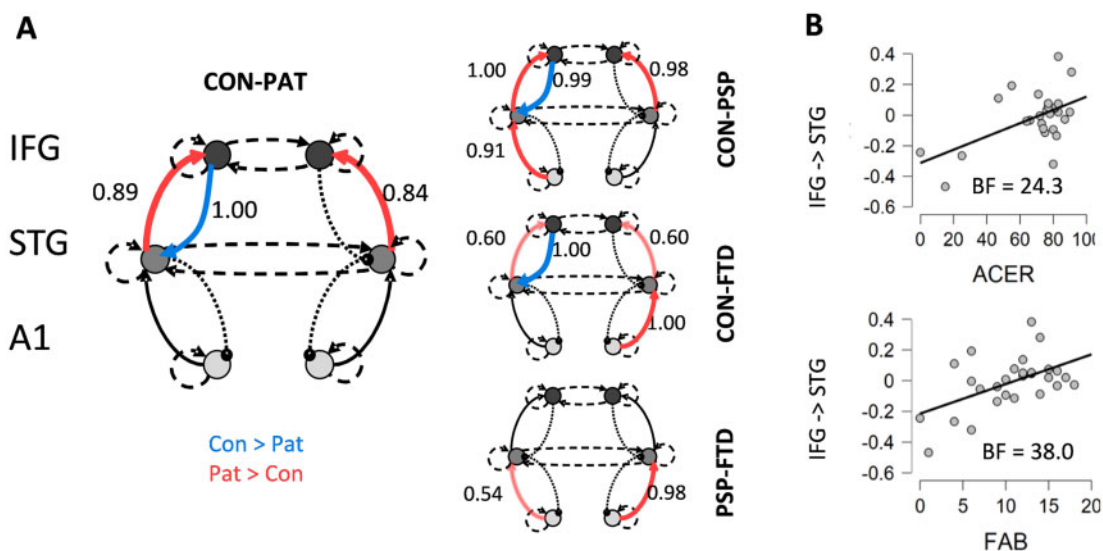 A
CON-PAT
IFG
STG
A1
0.89
1.00
0.84
Con > Pat
Pat > Con
1.00
0.99
0.98
0.91
CON-PSP
0.60
1.00
0.60
1.00
CON-FTD
0.54
0.98
PSP-FTD
B
IFG -> STG
0.4
0.2
0
-0.2
-0.4
-0.6
BF = 24.3
0 20 40 60 80 100
ACER
IFG -> STG
0.4
0.2
0
-0.2
-0.4
-0.6
BF = 38.0
0 5 10 15 20
FAB